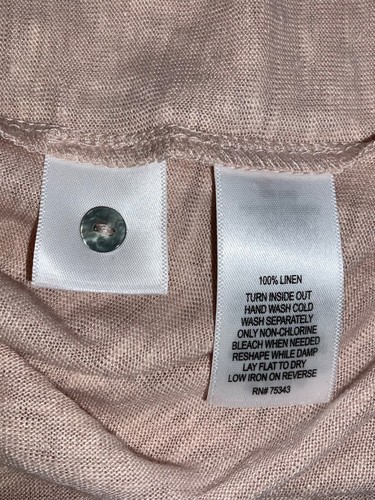 100% LINEN
TURN INSIDE OUT
HAND WASH COLD
WASH SEPARATELY
ONLY NON-CHLORINE
BLEACH WHEN NEEDED
RESHAPE WHILE DAMP
LAY FLAT TO DRY
LOW IRON ON REVERSE
RN# 75343